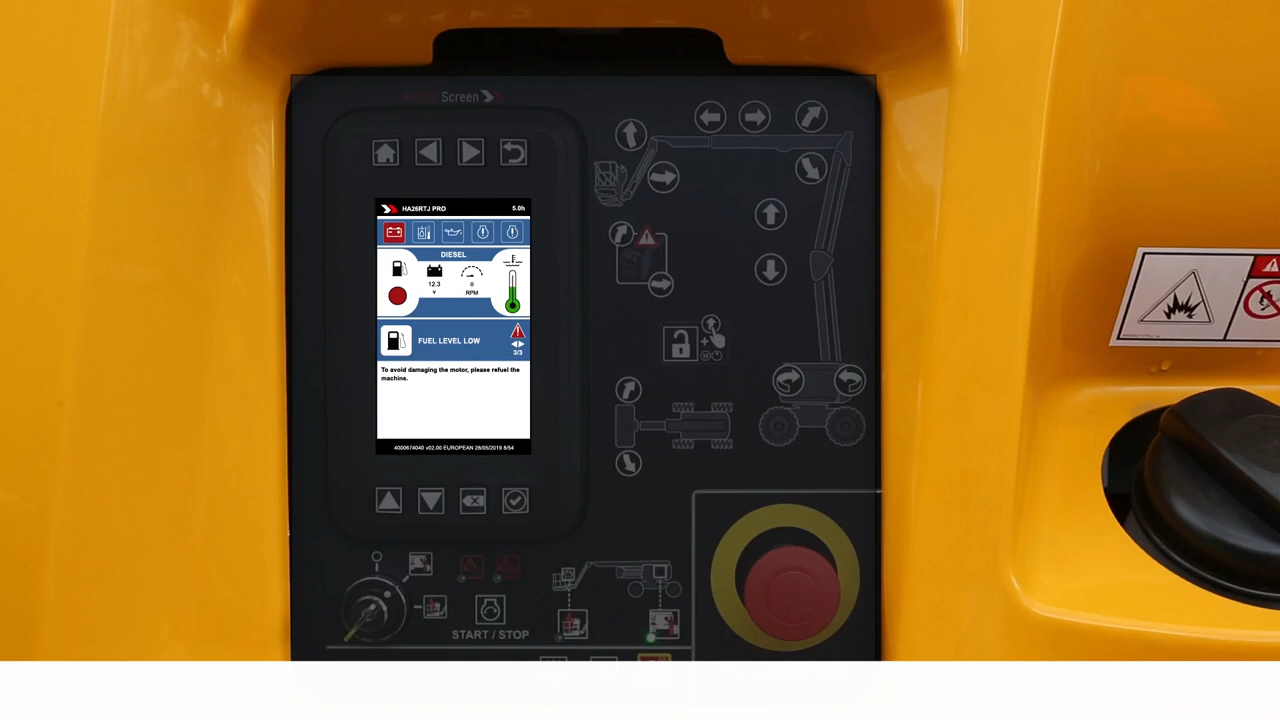 Screen
HA26RTJ PRO 5.0h
DIESEL
12.3 0
V RPM
FUEL LEVEL LOW
3/3
To avoid damaging the motor, please refuel the
machine.
4000674040 v02.00 EUROPEAN 28/05/2019 8/54
START / STOP